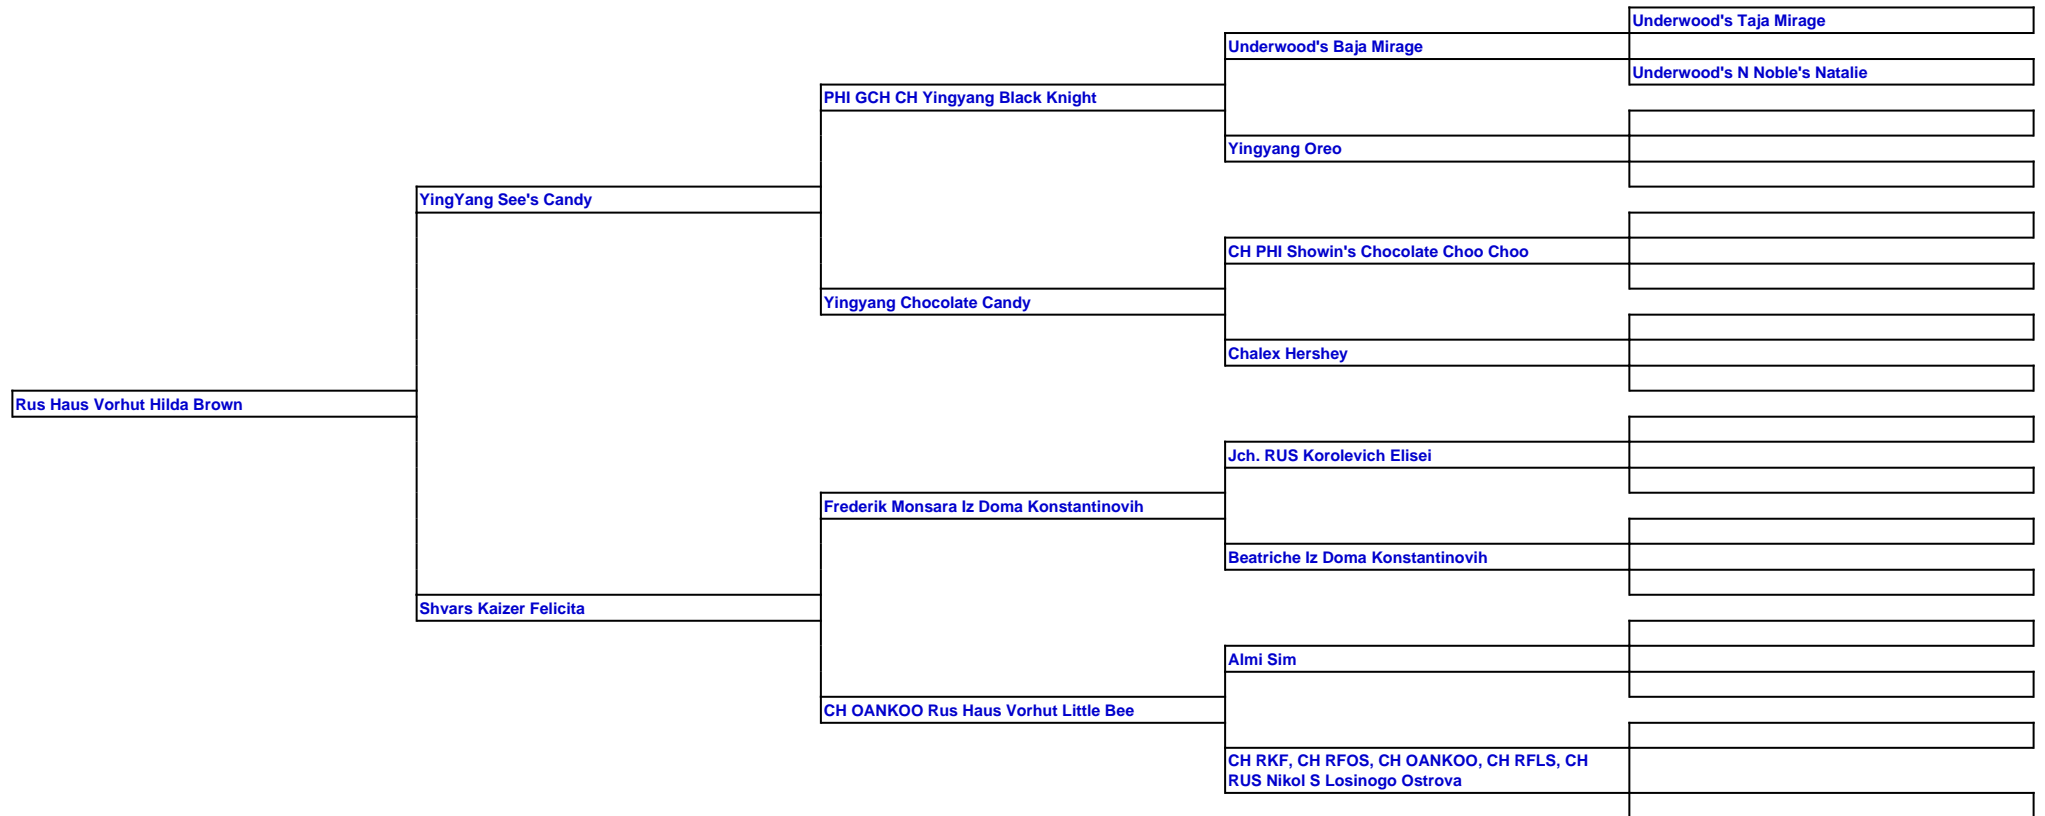 Underwood's Taja Mirage
Underwood's Baja Mirage
Underwood's N Noble's Natalie
PHI GCH CH Yingyang Black Knight
Yingyang Oreo
YingYang See's Candy
CH PHI Showin's Chocolate Choo Choo
Yingyang Chocolate Candy
Chalex Hershey
Rus Haus Vorhut Hilda Brown
Jch. RUS Korolevich Elisei
Frederik Monsara Iz Doma Konstantinovih
Beatriche Iz Doma Konstantinovih
Shvars Kaizer Felicita
Almi Sim
CH OANKOO Rus Haus Vorhut Little Bee
CH RKF, CH RFOS, CH OANKOO, CH RFLS, CH
RUS Nikol S Losinogo Ostrova